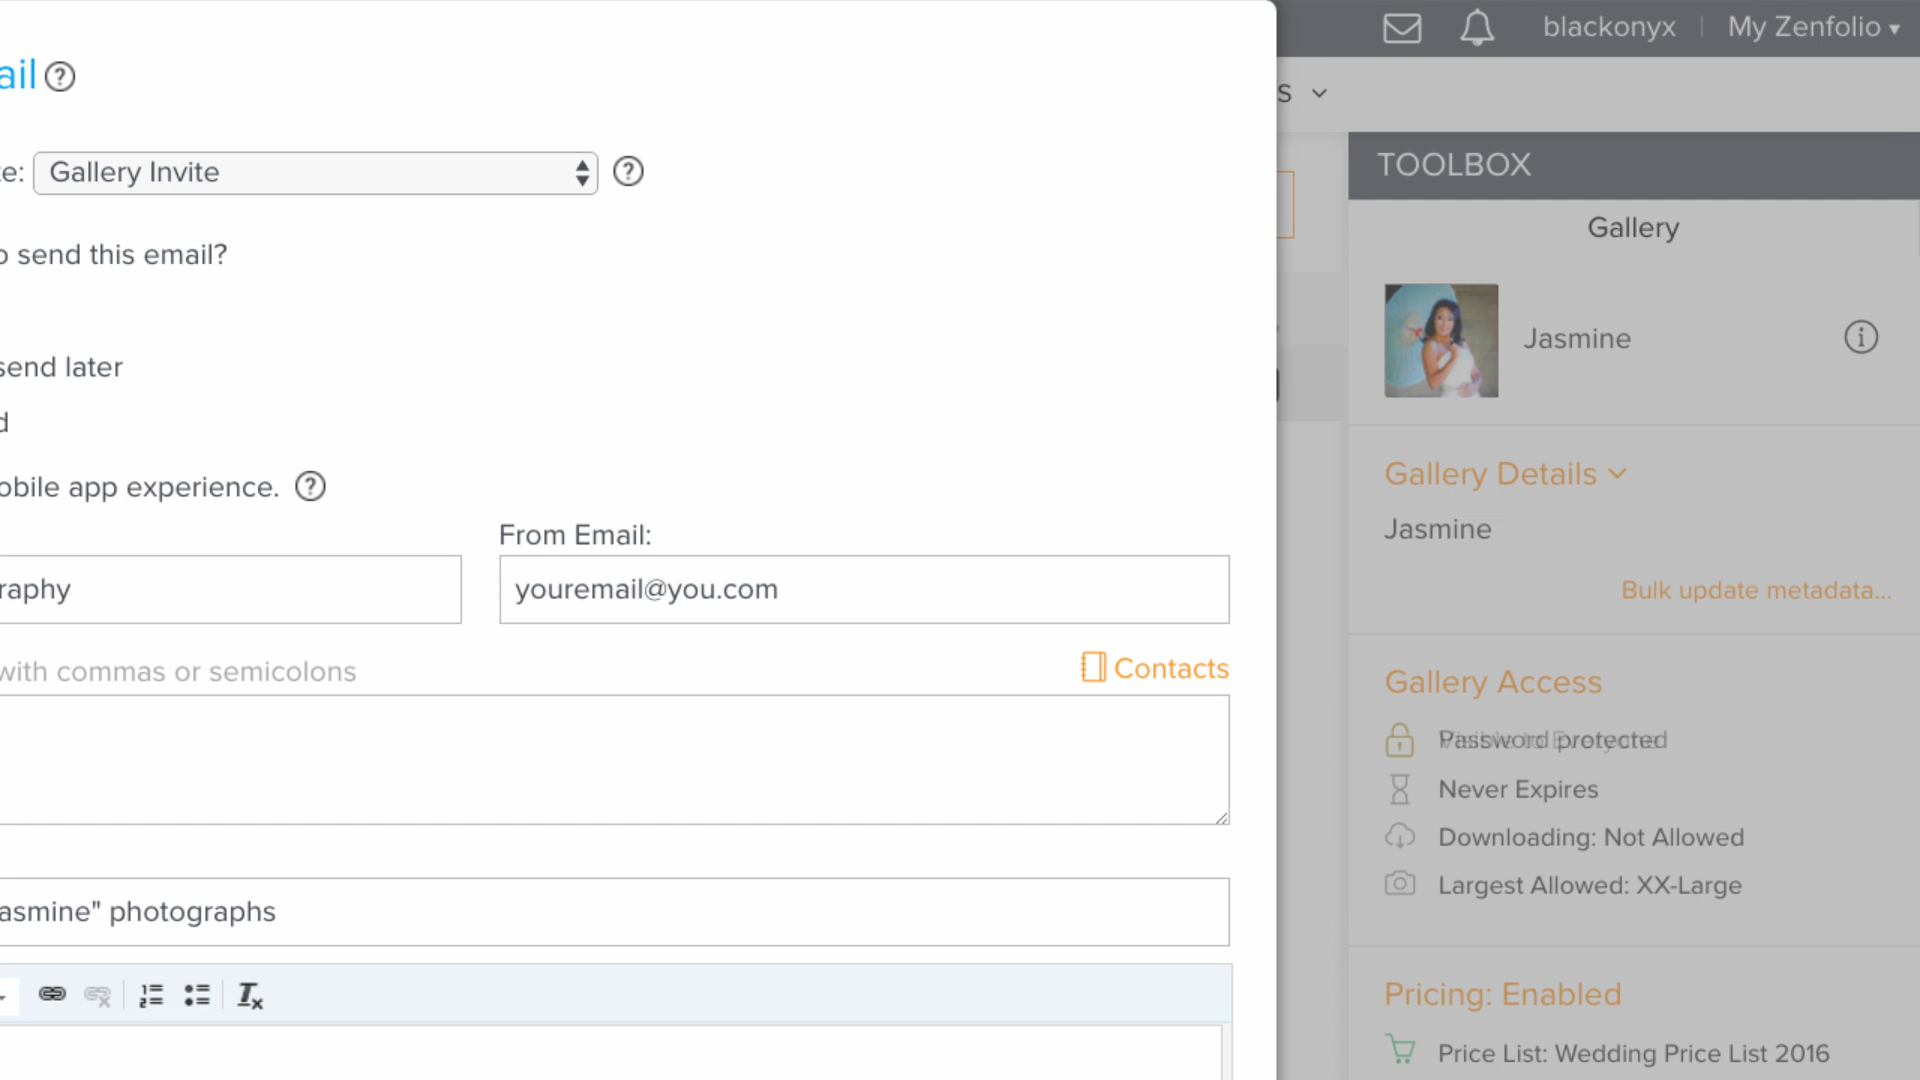 blackonyx
My Zenfolio
ail
S
te: Gallery Invite
o send this email?
send later
d
obile app experience.
From Email:
raphy
youremail@you.com
with commas or semicolons
Contacts
asmine" photographs
TOOLBOX
Gallery
Jasmine
Gallery Details
Jasmine
Bulk update metadata...
Gallery Access
Password protected
Never Expires
Downloading: Not Allowed
Largest Allowed: XX-Large
Pricing: Enabled
Price List: Wedding Price List 2016